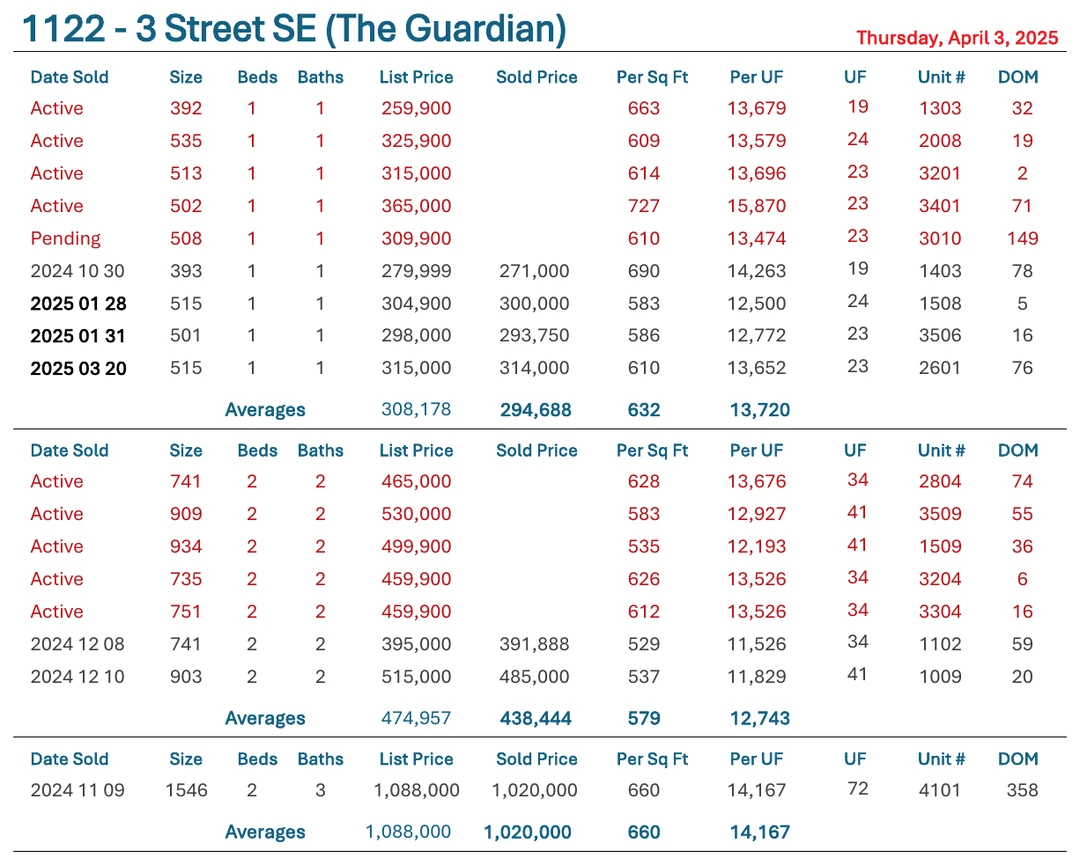 1122 - 3 Street SE (The Guardian)
Thursday, April 3, 2025
Date Sold Size Beds Baths List Price Sold Price Per Sq Ft Per UF UF Unit # DOM
Active 392 1 1 259,900 663 13,679 19 1303 32
Active 535 1 1 325,900 609 13,579 24 2008 19
Active 513 1 1 315,000 614 13,696 23 3201 2
Active 502 1 1 365,000 727 15,870 23 3401 71
Pending 508 1 1 309,900 610 13,474 23 3010 149
2024 10 30 393 1 1 279,999 271,000 690 14,263 19 1403 78
2025 01 28 515 1 1 304,900 300,000 583 12,500 24 1508 5
2025 01 31 501 1 1 298,000 293,750 586 12,772 23 3506 16
2025 03 20 515 1 1 315,000 314,000 610 13,652 23 2601 76
Averages 308,178 294,688 632 13,720
Date Sold Size Beds Baths List Price Sold Price Per Sq Ft Per UF UF Unit # DOM
Active 741 2 2 465,000 628 13,676 34 2804 74
Active 909 2 2 530,000 583 12,927 41 3509 55
Active 934 2 2 499,900 535 12,193 41 1509 36
Active 735 2 2 459,900 626 13,526 34 3204 6
Active 751 2 2 459,900 612 13,526 34 3304 16
2024 12 08 741 2 2 395,000 391,888 529 11,526 34 1102 59
2024 12 10 903 2 2 515,000 485,000 537 11,829 41 1009 20
Averages 474,957 438,444 579 12,743
Date Sold Size Beds Baths List Price Sold Price Per Sq Ft Per UF UF Unit # DOM
2024 11 09 1546 2 3 1,088,000 1,020,000 660 14,167 72 4101 358
Averages 1,088,000 1,020,000 660 14,167